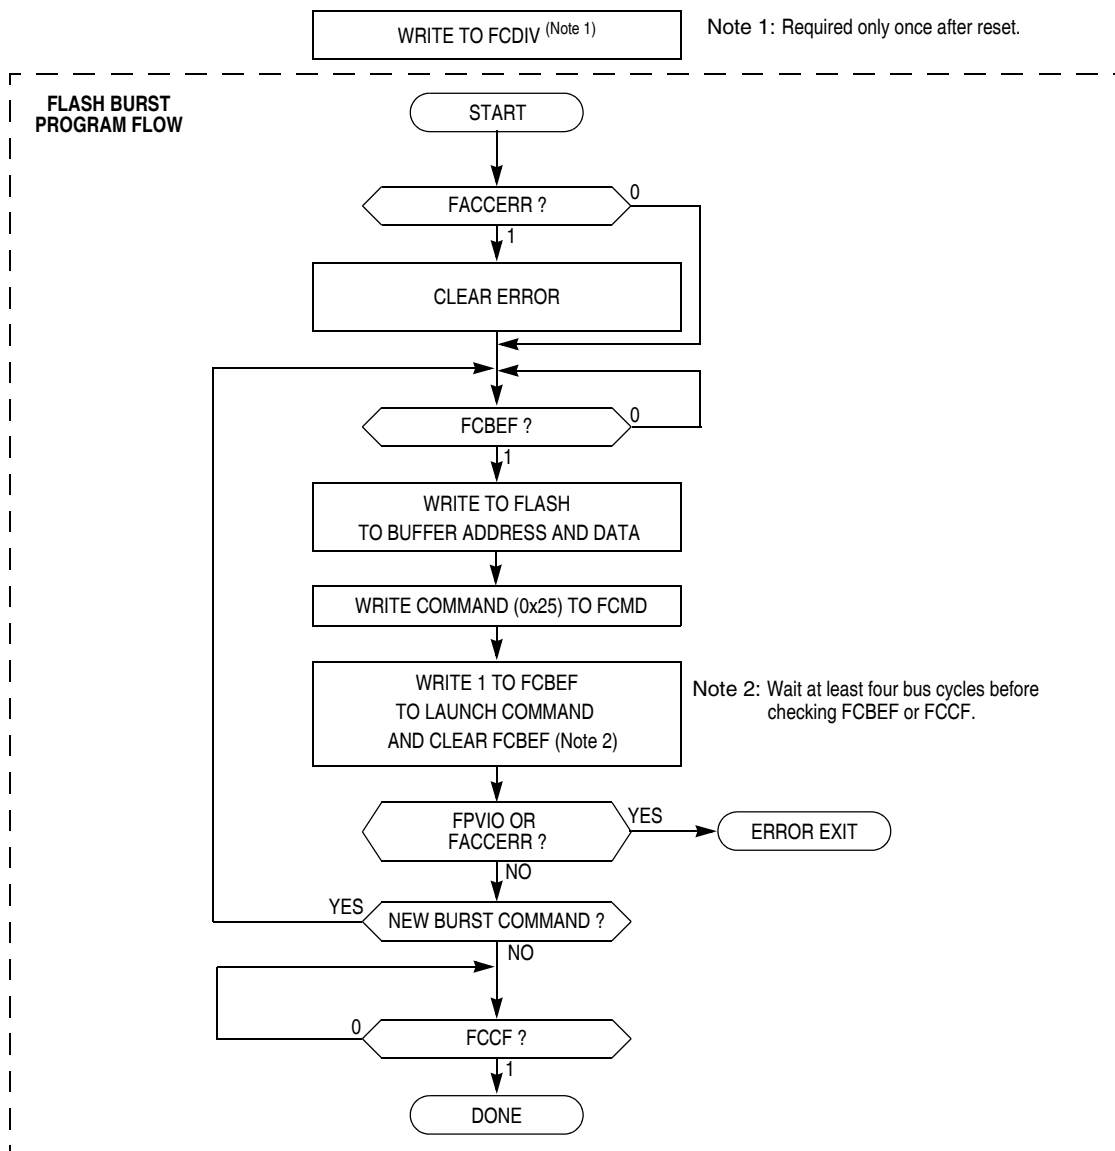 WRITE TO FCDIV (Note 1)
Note 1: Required only once after reset.
FLASH BURST
PROGRAM FLOW
START
FACCERR ?
0
1
CLEAR ERROR
FCBEF ?
0
1
WRITE TO FLASH
TO BUFFER ADDRESS AND DATA
WRITE COMMAND (0x25) TO FCMD
WRITE 1 TO FCBEF
TO LAUNCH COMMAND
AND CLEAR FCBEF (Note 2)
Note 2: Wait at least four bus cycles before
checking FCBEF or FCCF.
FPVIO OR
FACCERR ?
YES
ERROR EXIT
NO
YES
NEW BURST COMMAND ?
NO
0
FCCF ?
1
DONE